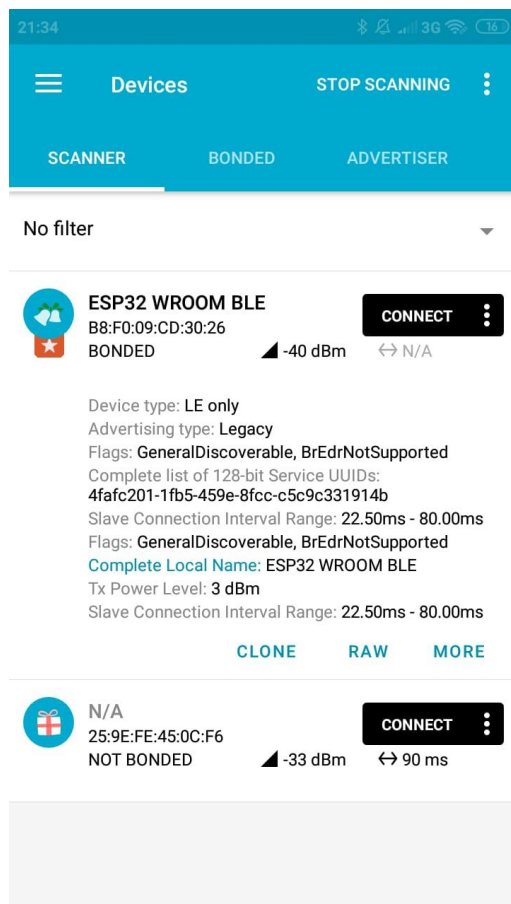 21:34 3G 16
Devices STOP SCANNING
SCANNER BONDED ADVERTISER
No filter
ESP32 WROOM BLE
B8:F0:09:CD:30:26 CONNECT
BONDED -40 dBm N/A
Device type: LE only
Advertising type: Legacy
Flags: GeneralDiscoverable, BrEdrNotSupported
Complete list of 128-bit Service UUIDs:
4fafc201-1fb5-459e-8fcc-c5c9c331914b
Slave Connection Interval Range: 22.50ms - 80.00ms
Flags: GeneralDiscoverable, BrEdrNotSupported
Complete Local Name: ESP32 WROOM BLE
Tx Power Level: 3 dBm
Slave Connection Interval Range: 22.50ms - 80.00ms
CLONE RAW MORE
N/A
25:9E:FE:45:0C:F6 CONNECT
NOT BONDED -33 dBm 90 ms